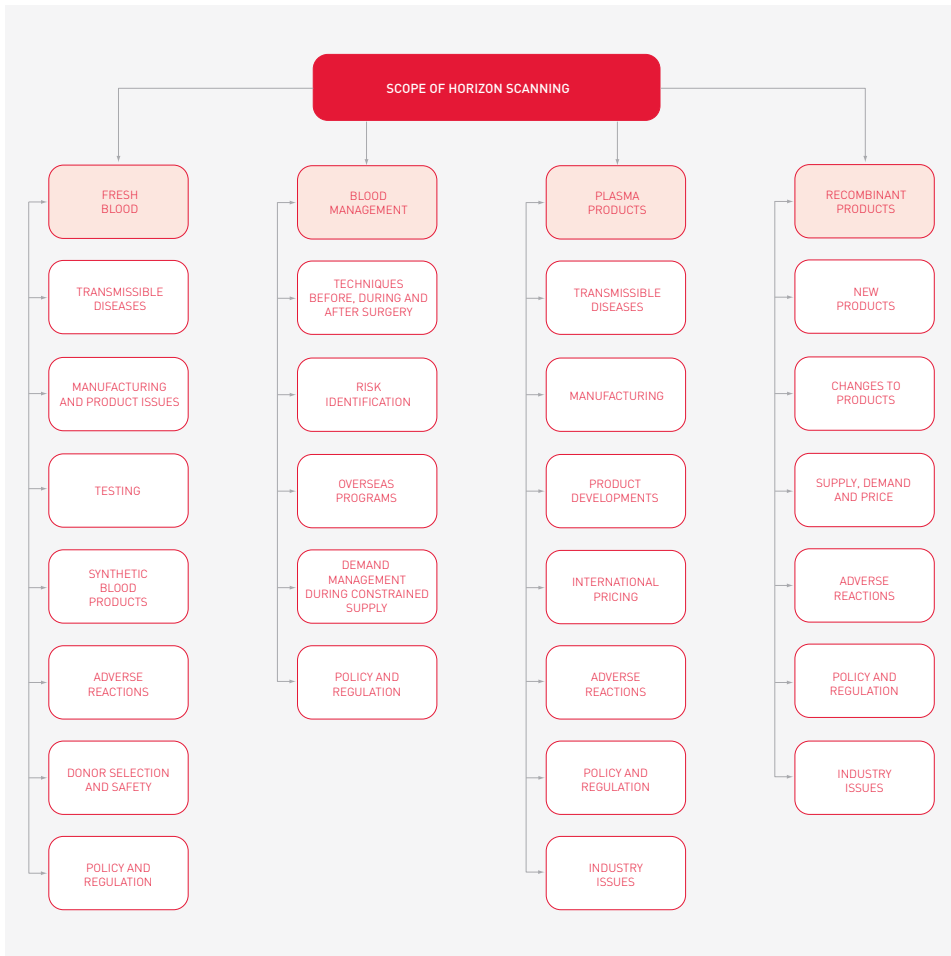 SCOPE OF HORIZON SCANNING
FRESH
BLOOD
TRANSMISSIBLE
DISEASES
MANUFACTURING
AND PRODUCT ISSUES
TESTING
SYNTHETIC
BLOOD
PRODUCTS
ADVERSE
REACTIONS
DONOR SELECTION
AND SAFETY
POLICY AND
REGULATION
BLOOD
MANAGEMENT
TECHNIQUES
BEFORE, DURING AND
AFTER SURGERY
RISK
IDENTIFICATION
OVERSEAS
PROGRAMS
DEMAND
MANAGEMENT
DURING CONSTRAINED
SUPPLY
POLICY AND
REGULATION
PLASMA
PRODUCTS
TRANSMISSIBLE
DISEASES
MANUFACTURING
PRODUCT
DEVELOPMENTS
INTERNATIONAL
PRICING
ADVERSE
REACTIONS
POLICY AND
REGULATION
INDUSTRY
ISSUES
RECOMBINANT
PRODUCTS
NEW
PRODUCTS
CHANGES TO
PRODUCTS
SUPPLY, DEMAND
AND PRICE
ADVERSE
REACTIONS
POLICY AND
REGULATION
INDUSTRY
ISSUES